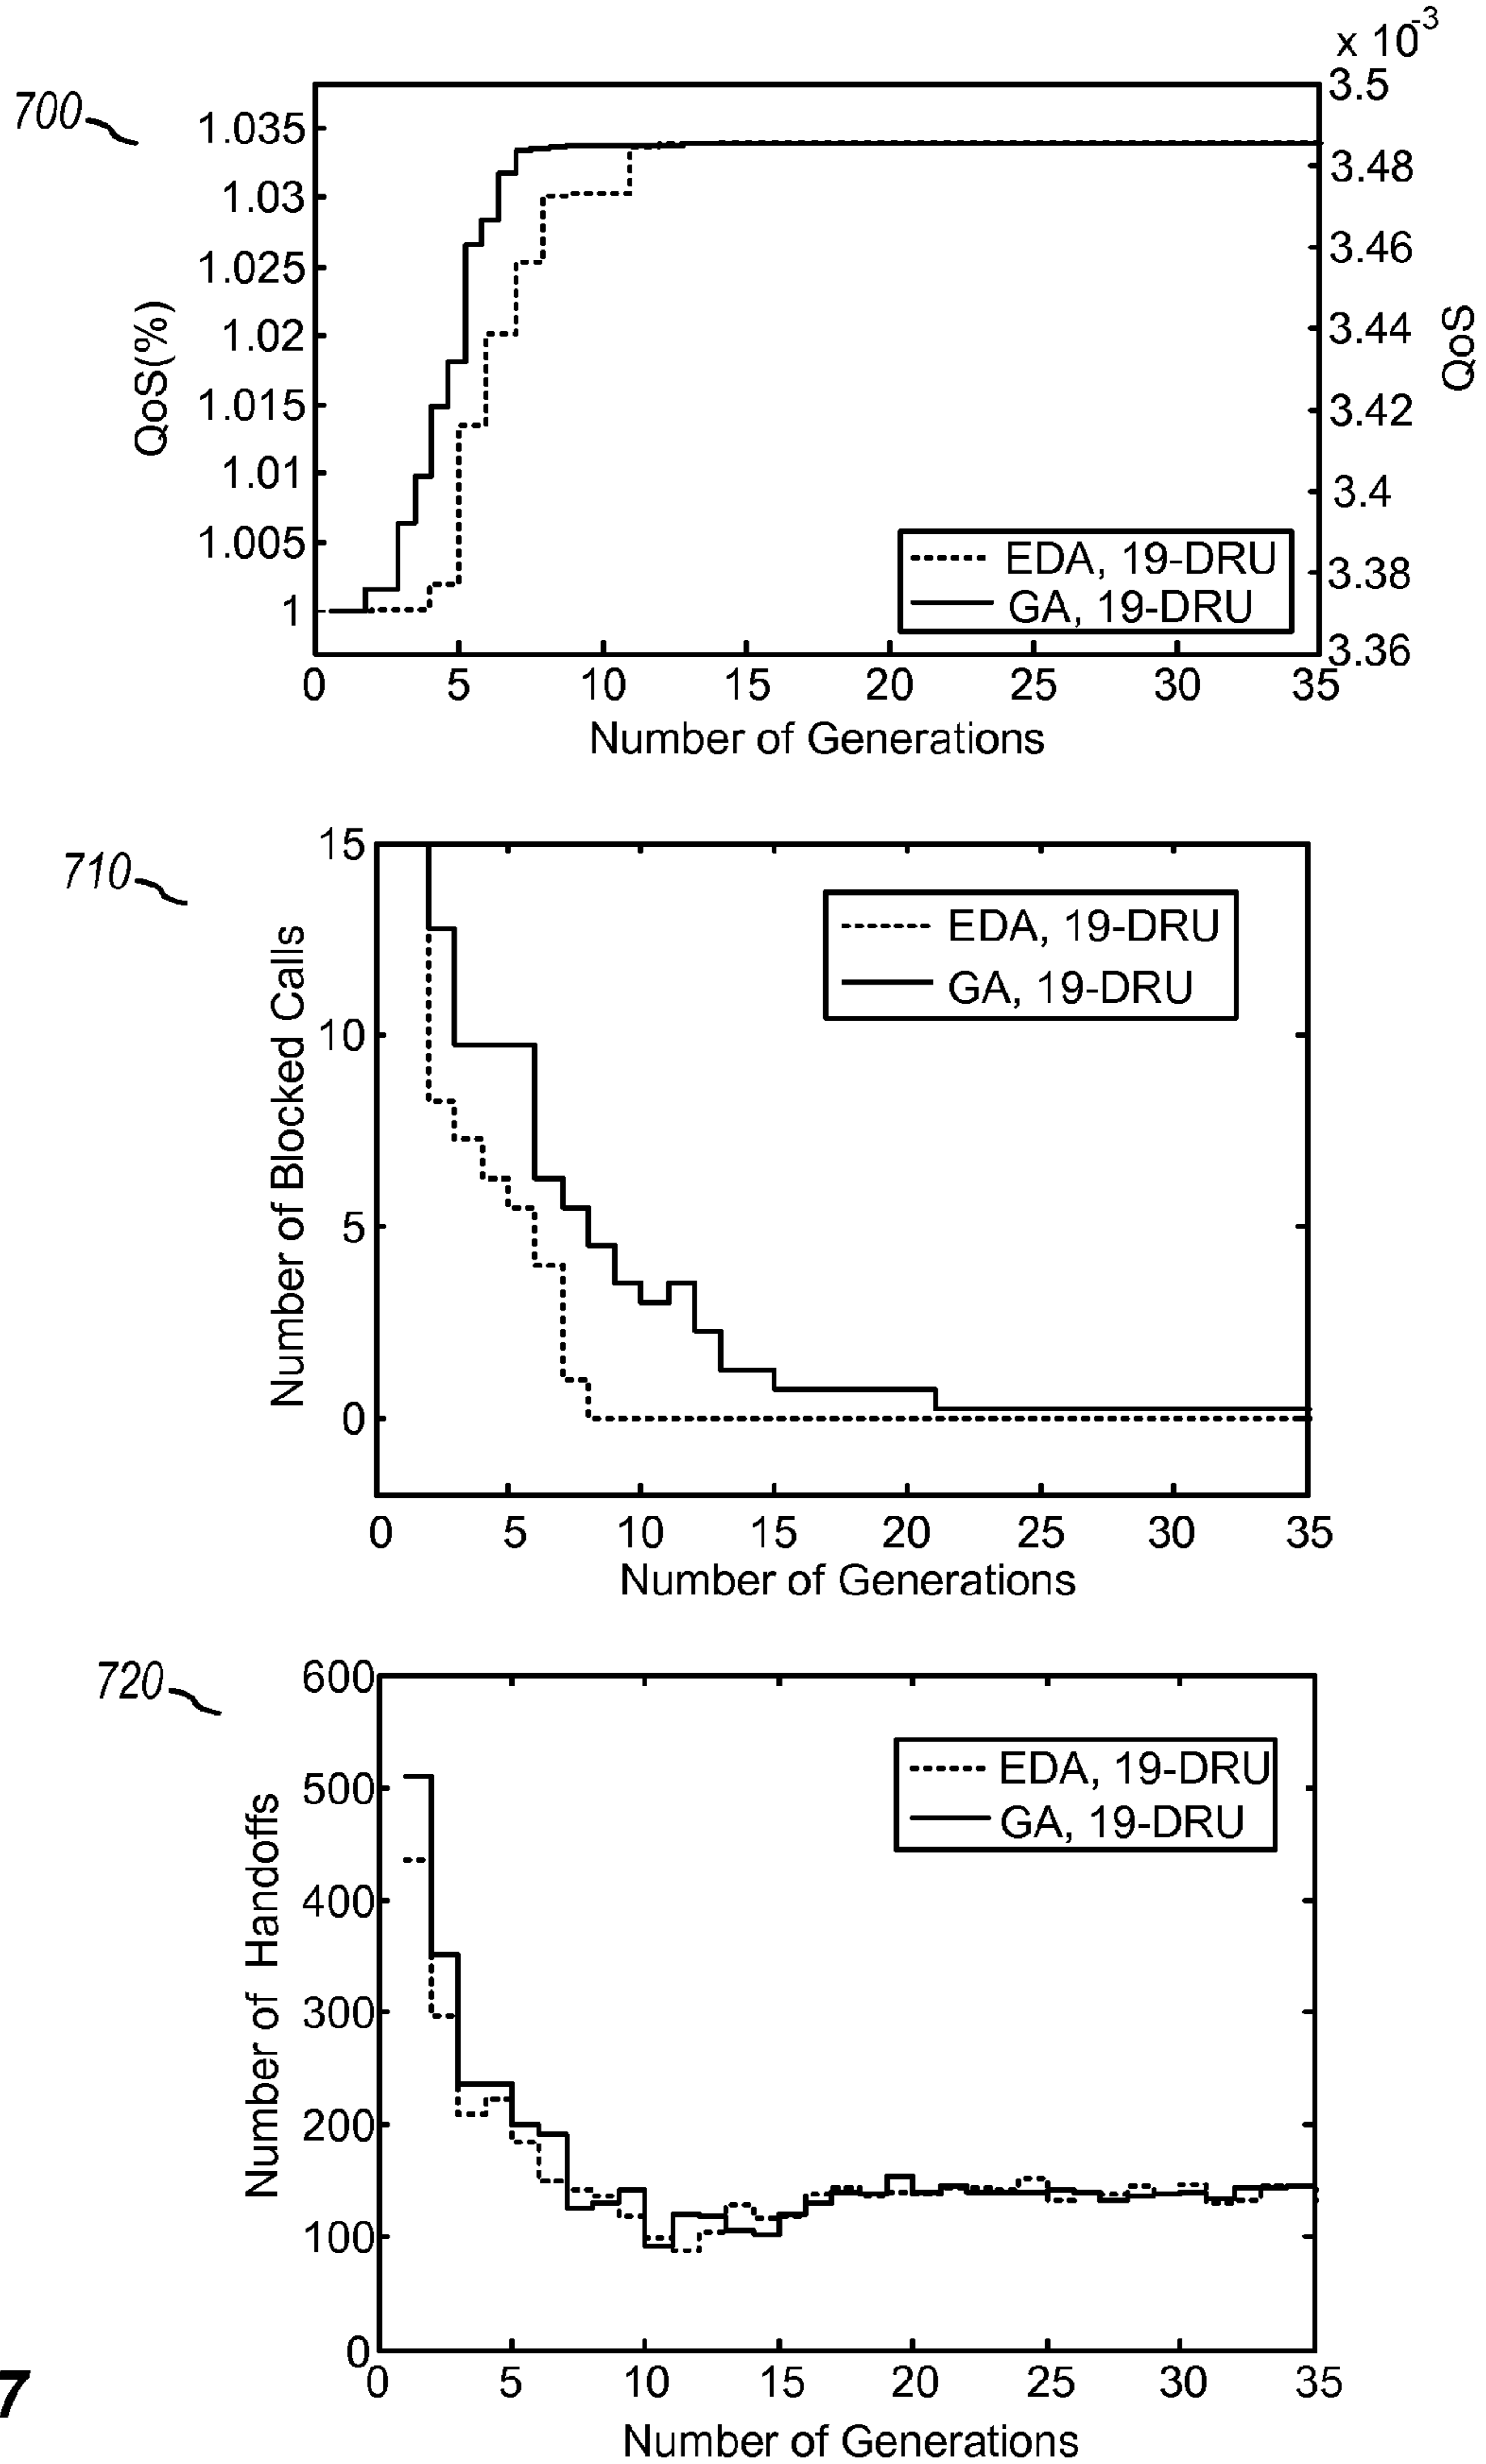 x 10-3
700
3.5
1.035
3.48
1.03
3.46
1.025
QoS(%)
1.02
3.44
QoS
1.015
3.42
1.01
3.4
1.005
EDA, 19-DRU
3.38
1
GA, 19-DRU
3.36
0 5 10 15 20 25 30 35
Number of Generations
710
15
EDA, 19-DRU
GA, 19-DRU
Number of Blocked Calls
10
5
0
0 5 10 15 20 25 30 35
Number of Generations
720
600
EDA, 19-DRU
500
GA, 19-DRU
Number of Handoffs
400
300
200
100
0
0 5 10 15 20 25 30 35
7
Number of Generations